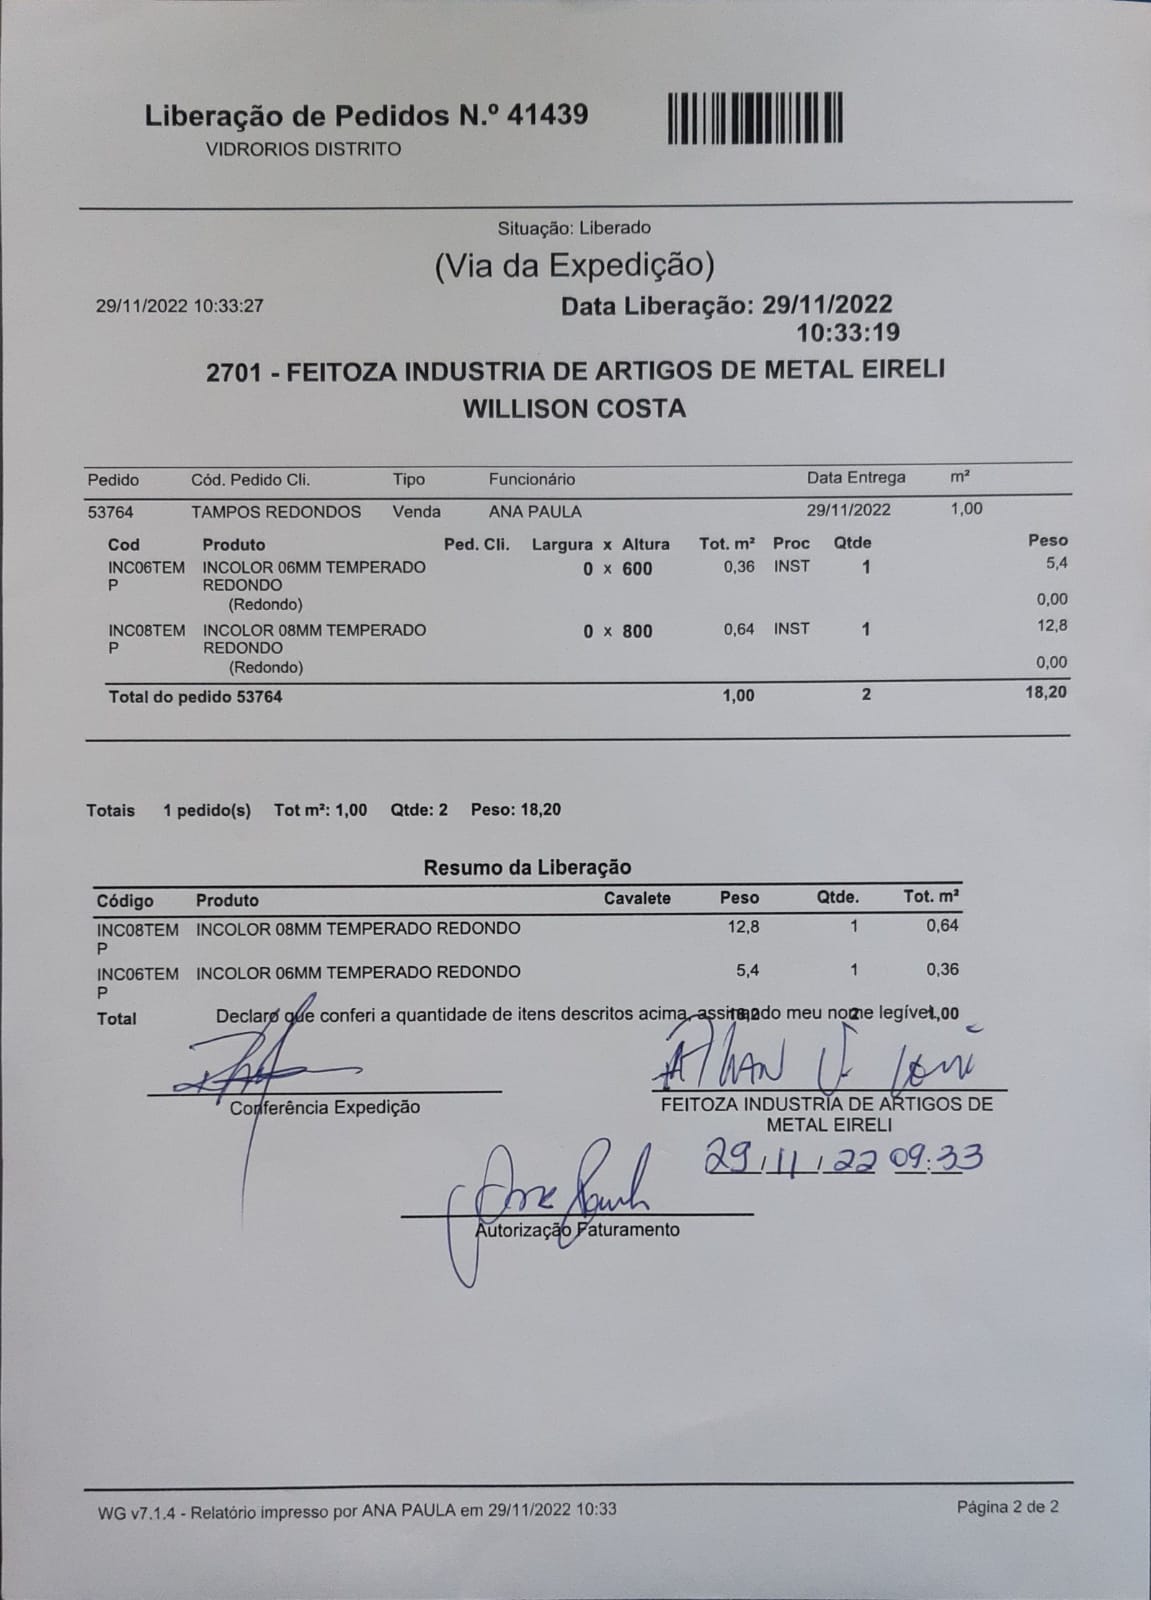 Liberação de Pedidos N.º 41439
VIDRORIOS DISTRITO
Situação: Liberado
(Via da Expedição)
29/11/2022 10:33:27
Data Liberação: 29/11/2022
10:33:19
2701 - FEITOZA INDUSTRIA DE ARTIGOS DE METAL EIRELI
WILLISON COSTA
Pedido Cód. Pedido Cli. Tipo Funcionário Data Entrega m²
53764 TAMPOS REDONDOS Venda ANA PAULA 29/11/2022 1,00
Cod Produto Ped. Cli. Largura x Altura Tot. m² Proc Qtde Peso
INC06TEM INCOLOR 06MM TEMPERADO 0 x 600 0,36 INST 1 5,4
P REDONDO
(Redondo) 0,00
INC08TEM INCOLOR 08MM TEMPERADO 0 x 800 0,64 INST 1 12,8
P REDONDO
(Redondo) 0,00
Total do pedido 53764 1,00 2 18,20
Totais 1 pedido(s) Tot m²: 1,00 Qtde: 2 Peso: 18,20
Resumo da Liberação
Código Produto Cavalete Peso Qtde. Tot. m²
INC08TEM INCOLOR 08MM TEMPERADO REDONDO 12,8 1 0,64
P
INC06TEM INCOLOR 06MM TEMPERADO REDONDO 5,4 1 0,36
P
Total 18,2 2 1,00
Declaro que conferi a quantidade de itens descritos acima, assinando meu nome legível.
Conferência Expedição
FEITOZA INDUSTRIA DE ARTIGOS DE
METAL EIRELI
29/11/22 09:33
Ana Paula
Autorização Faturamento
WG v7.1.4 - Relatório impresso por ANA PAULA em 29/11/2022 10:33
Página 2 de 2